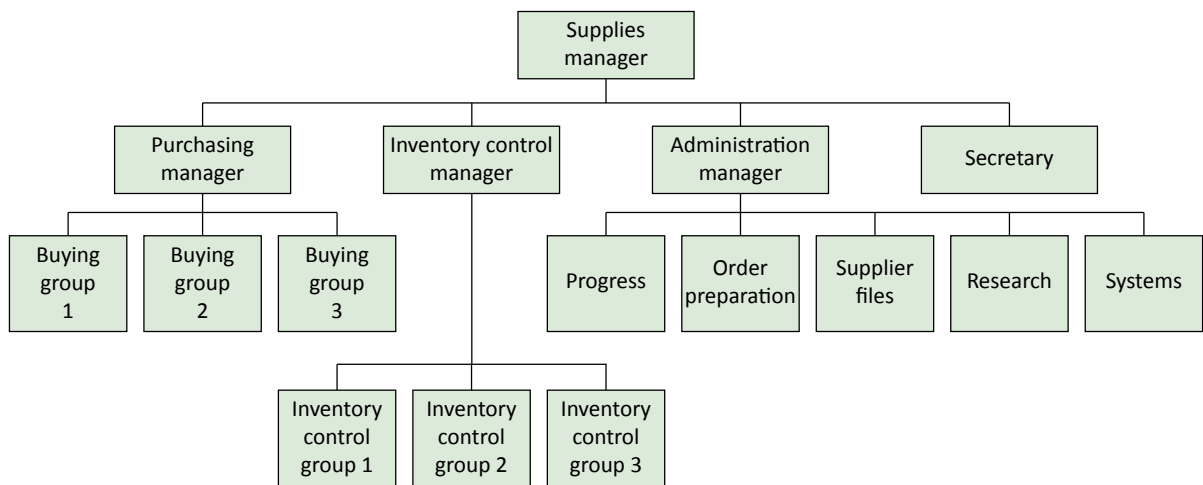 Supplies
manager
Purchasing
manager
Inventory control
manager
Administration
manager
Secretary
Buying
group
1
Buying
group
2
Buying
group
3
Progress
Order
preparation
Supplier
files
Research
Systems
Inventory
control
group 1
Inventory
control
group 2
Inventory
control
group 3